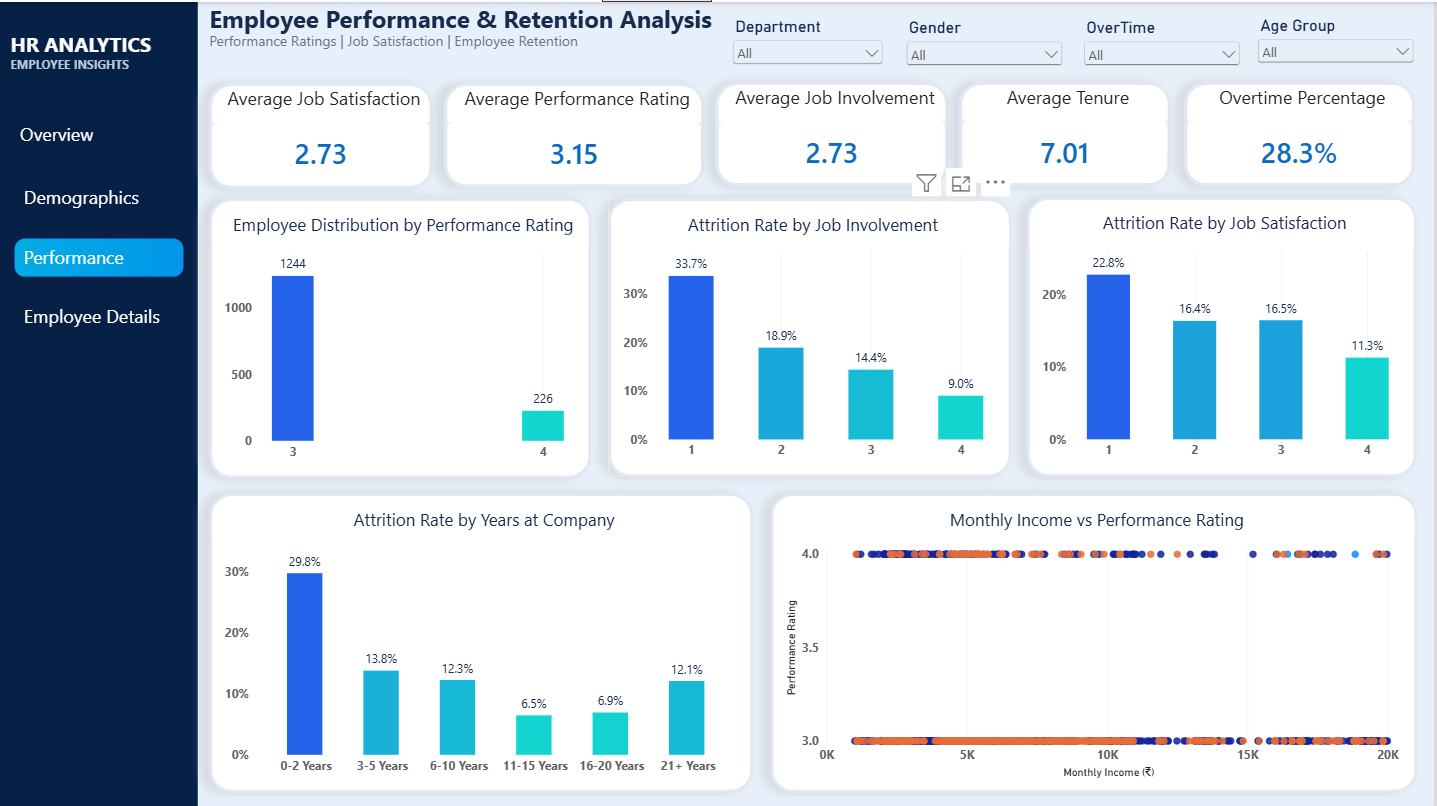 HR ANALYTICS
EMPLOYEE INSIGHTS
Overview
Demographics
Performance
Employee Details
Employee Performance & Retention Analysis
Performance Ratings | Job Satisfaction | Employee Retention
Department
All
Gender
All
OverTime
All
Age Group
All
Average Job Satisfaction
2.73
Average Performance Rating
3.15
Average Job Involvement
2.73
Average Tenure
7.01
Overtime Percentage
28.3%
Employee Distribution by Performance Rating
1000
500
0
1244
226
3
4
Attrition Rate by Job Involvement
30%
20%
10%
0%
33.7%
18.9%
14.4%
9.0%
1
2
3
4
Attrition Rate by Job Satisfaction
20%
10%
0%
22.8%
16.4%
16.5%
11.3%
1
2
3
4
Attrition Rate by Years at Company
30%
20%
10%
0%
29.8%
13.8%
12.3%
6.5%
6.9%
12.1%
0-2 Years
3-5 Years
6-10 Years
11-15 Years
16-20 Years
21+ Years
Monthly Income vs Performance Rating
Performance Rating
4.0
3.5
3.0
0K
5K
10K
15K
20K
Monthly Income (₹)